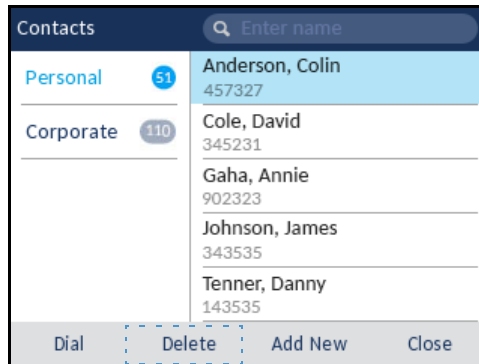 Contacts
Enter name
Personal 51
Corporate 110
Anderson, Colin
457327
Cole, David
345231
Gaha, Annie
902323
Johnson, James
343535
Tenner, Danny
143535
Dial Delete Add New Close